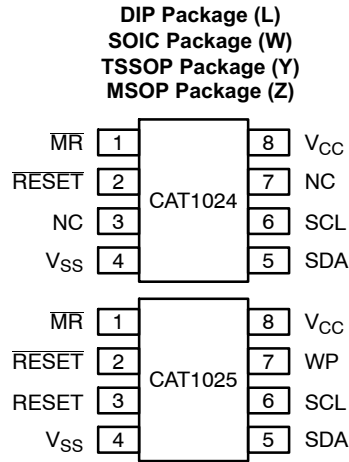 DIP Package (L)
SOIC Package (W)
TSSOP Package (Y)
MSOP Package (Z)
MR 1 8 VCC
RESET 2 7 NC
CAT1024
NC 3 6 SCL
VSS 4 5 SDA
MR 1 8 VCC
RESET 2 7 WP
CAT1025
RESET 3 6 SCL
VSS 4 5 SDA